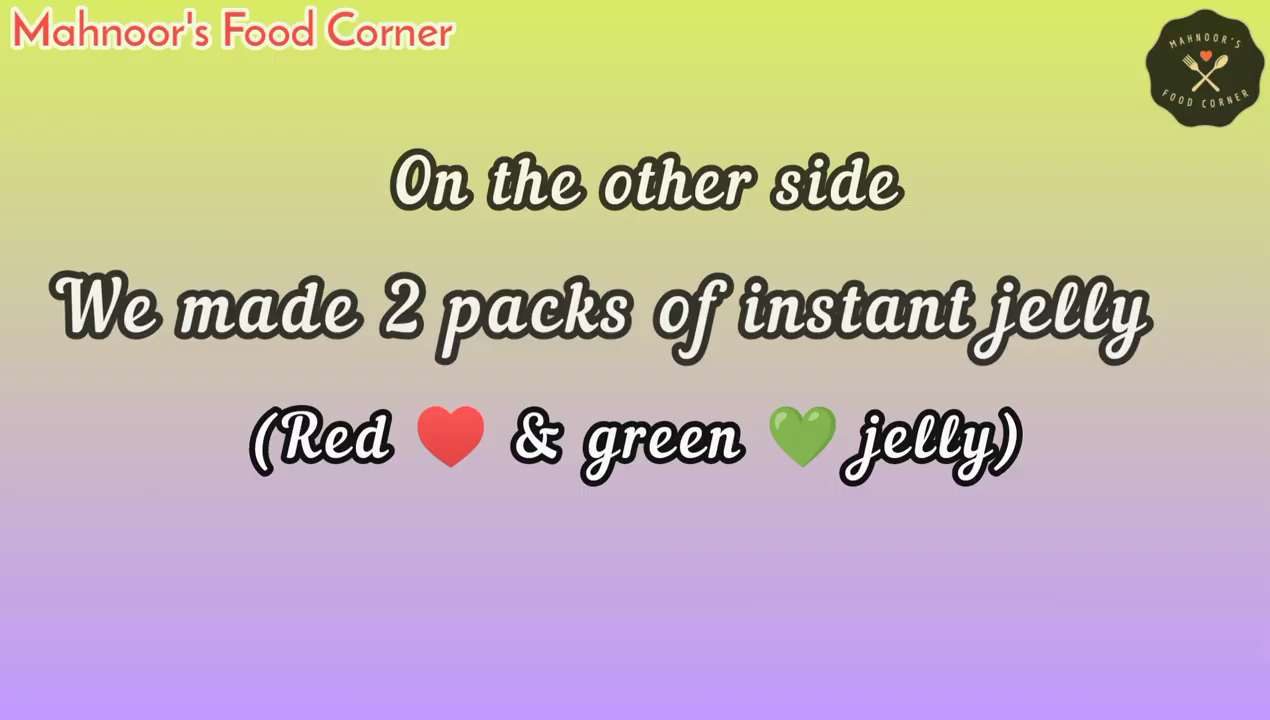 Mahnoor's Food Corner
MAHNOOR'S
FOOD CORNER
On the other side
We made 2 packs of instant jelly
(Red ❤️ & green 💚 jelly)